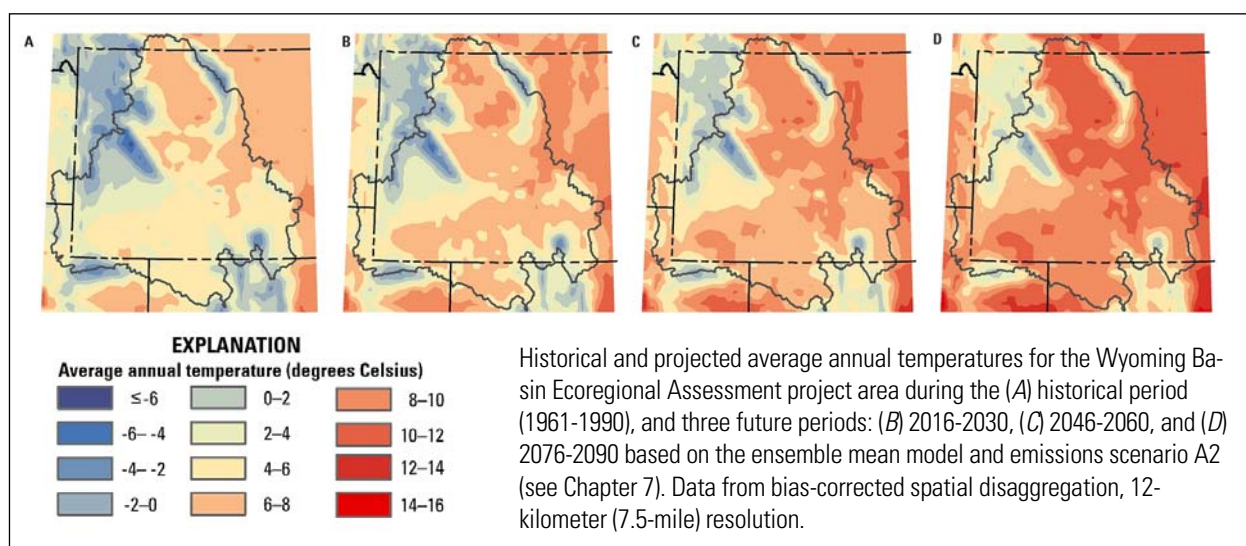 A
B
C
D
EXPLANATION
Average annual temperature (degrees Celsius)
≤-6
0–2
8–10
-6– -4
2–4
10–12
-4– -2
4–6
12–14
-2–0
6–8
14–16
Historical and projected average annual temperatures for the Wyoming Ba-
sin Ecoregional Assessment project area during the (A) historical period
(1961-1990), and three future periods: (B) 2016-2030, (C) 2046-2060, and (D)
2076-2090 based on the ensemble mean model and emissions scenario A2
(see Chapter 7). Data from bias-corrected spatial disaggregation, 12-
kilometer (7.5-mile) resolution.